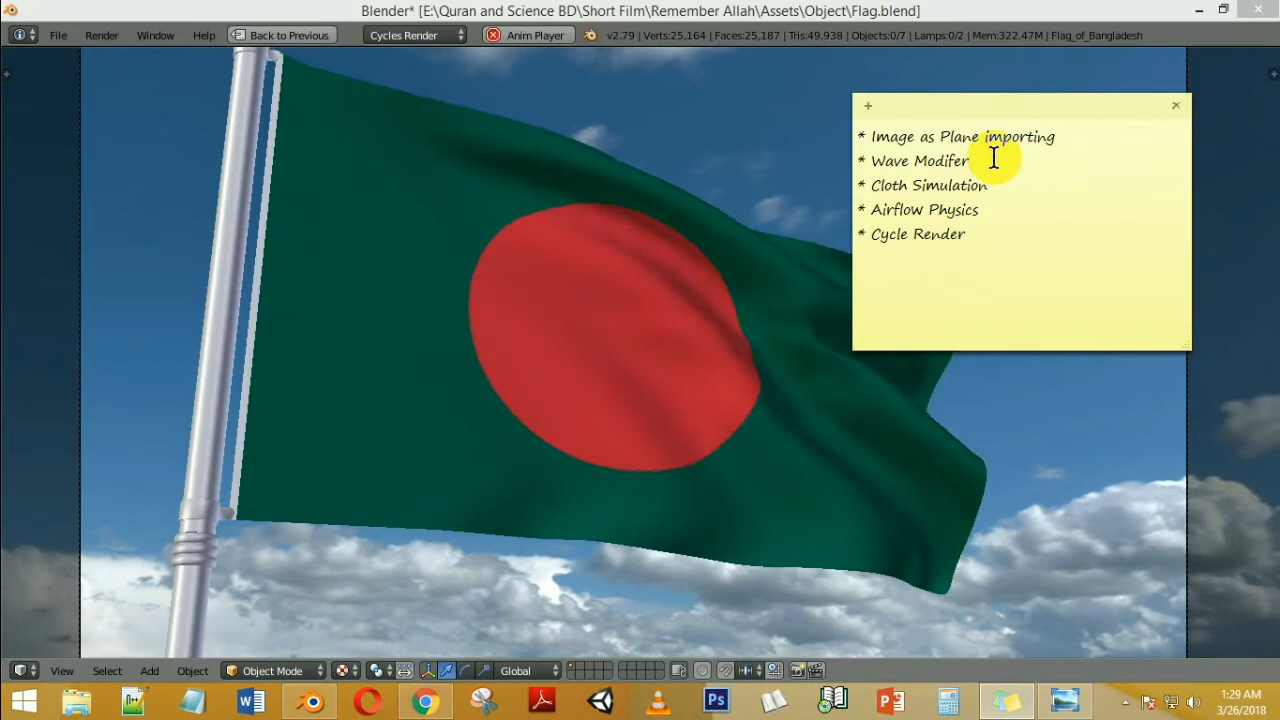 Blender* [E:\Quran and Science BD\Short Film\Remember Allah\Assets\Object\Flag.blend]
File Render Window Help Back to Previous Cycles Render Anim Player v2.79 | Verts:25,164 | Faces:25,187 | Tris:49,938 | Objects:0/7 | Lamps:0/2 | Mem:322.47M | Flag_of_Bangladesh
* Image as Plane importing
* Wave Modifer
* Cloth Simulation
* Airflow Physics
* Cycle Render
View Select Add Object Object Mode Global
1:29 AM
3/26/2018